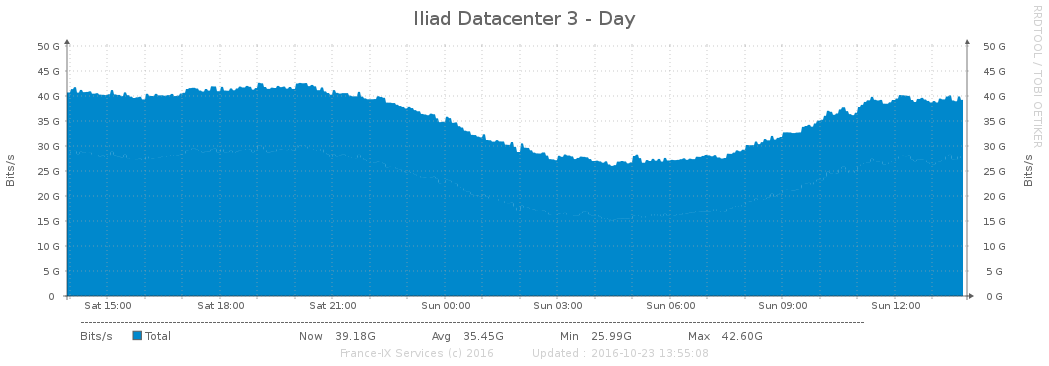 Iliad Datacenter 3 - Day
RRDTOOL / TOBI OETIKER
50 G 50 G
45 G 45 G
40 G 40 G
35 G 35 G
30 G 30 G
25 G 25 G
20 G 20 G
15 G 15 G
10 G 10 G
5 G 5 G
0 0 G
Bits/s
Bits/s
Sat 15:00 Sat 18:00 Sat 21:00 Sun 00:00 Sun 03:00 Sun 06:00 Sun 09:00 Sun 12:00
Bits/s Total Now 39.18G Avg 35.45G Min 25.99G Max 42.60G
France-IX Services (c) 2016 Updated : 2016-10-23 13:55:08